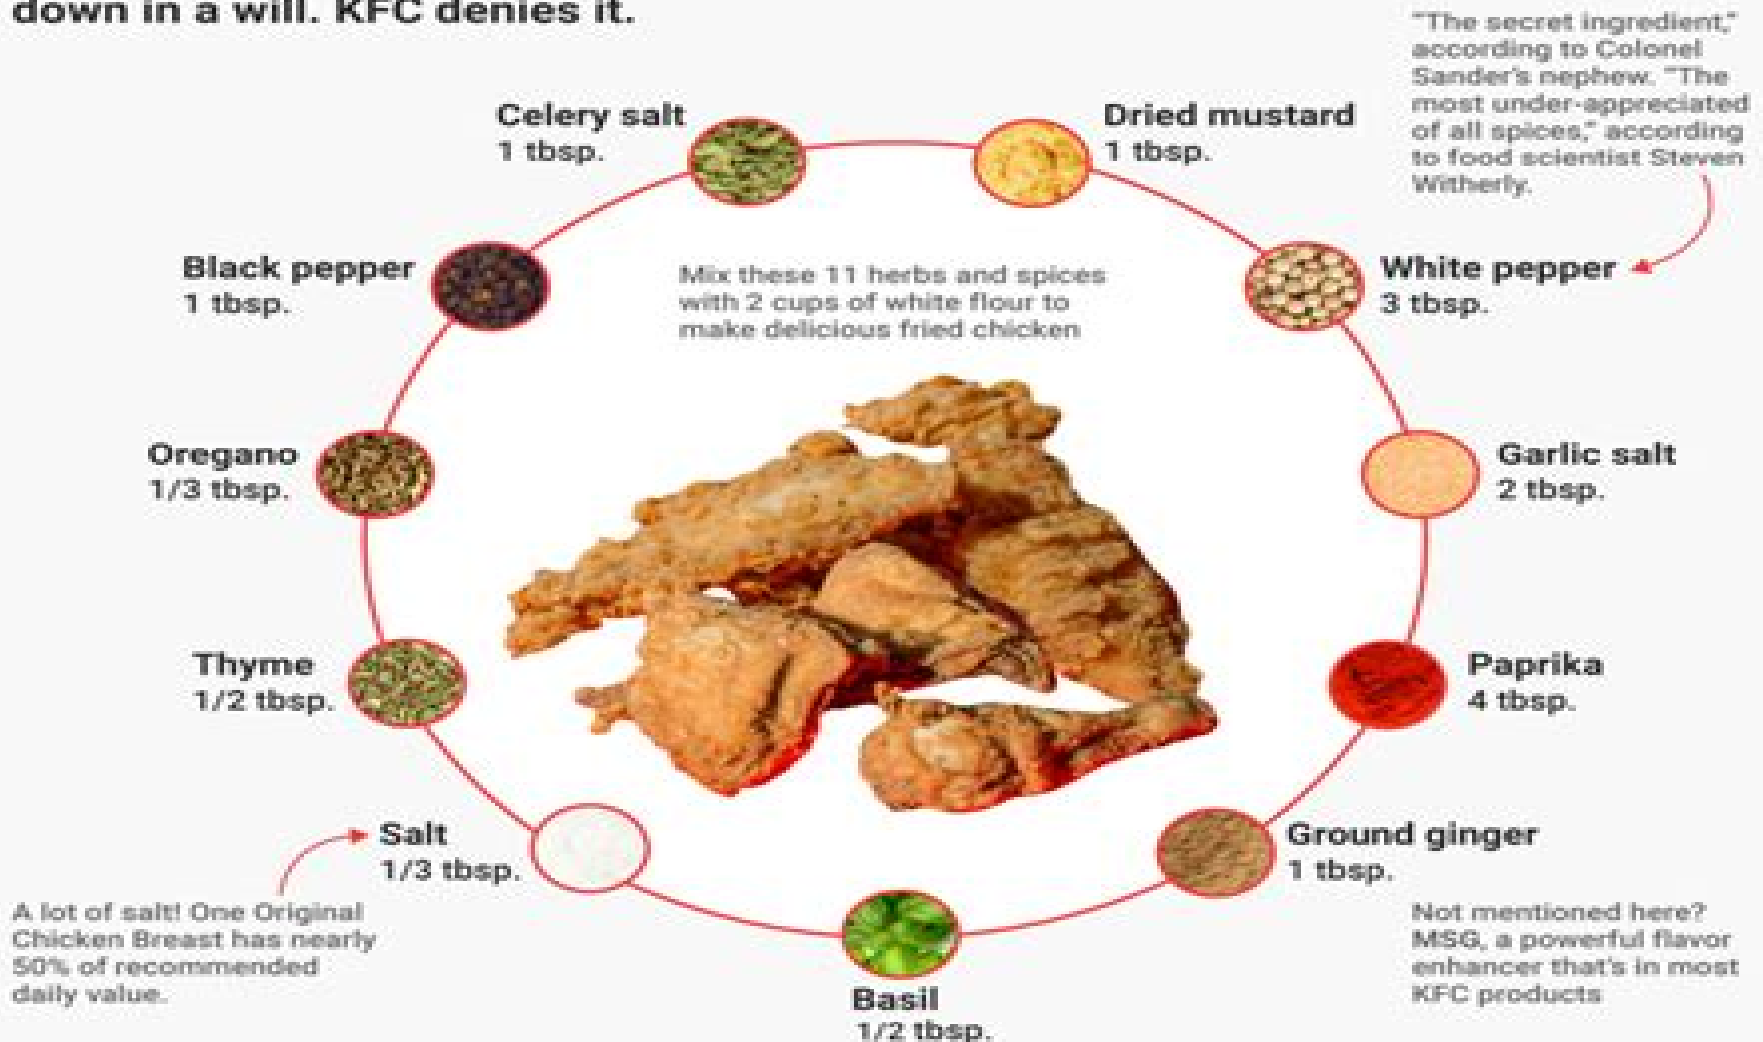 down in a will. KFC denies it.
"The secret ingredient,"
according to Colonel
Sander's nephew. "The
most under-appreciated
of all spices," according
to food scientist Steven
Witherly.
Celery salt
1 tbsp.
Dried mustard
1 tbsp.
Black pepper
1 tbsp.
Mix these 11 herbs and spices
with 2 cups of white flour to
make delicious fried chicken
White pepper
3 tbsp.
Oregano
1/3 tbsp.
Garlic salt
2 tbsp.
Thyme
1/2 tbsp.
Paprika
4 tbsp.
Salt
1/3 tbsp.
Ground ginger
1 tbsp.
A lot of salt! One Original
Chicken Breast has nearly
50% of recommended
daily value.
Not mentioned here?
MSG, a powerful flavor
enhancer that's in most
KFC products
Basil
1/2 tbsp.